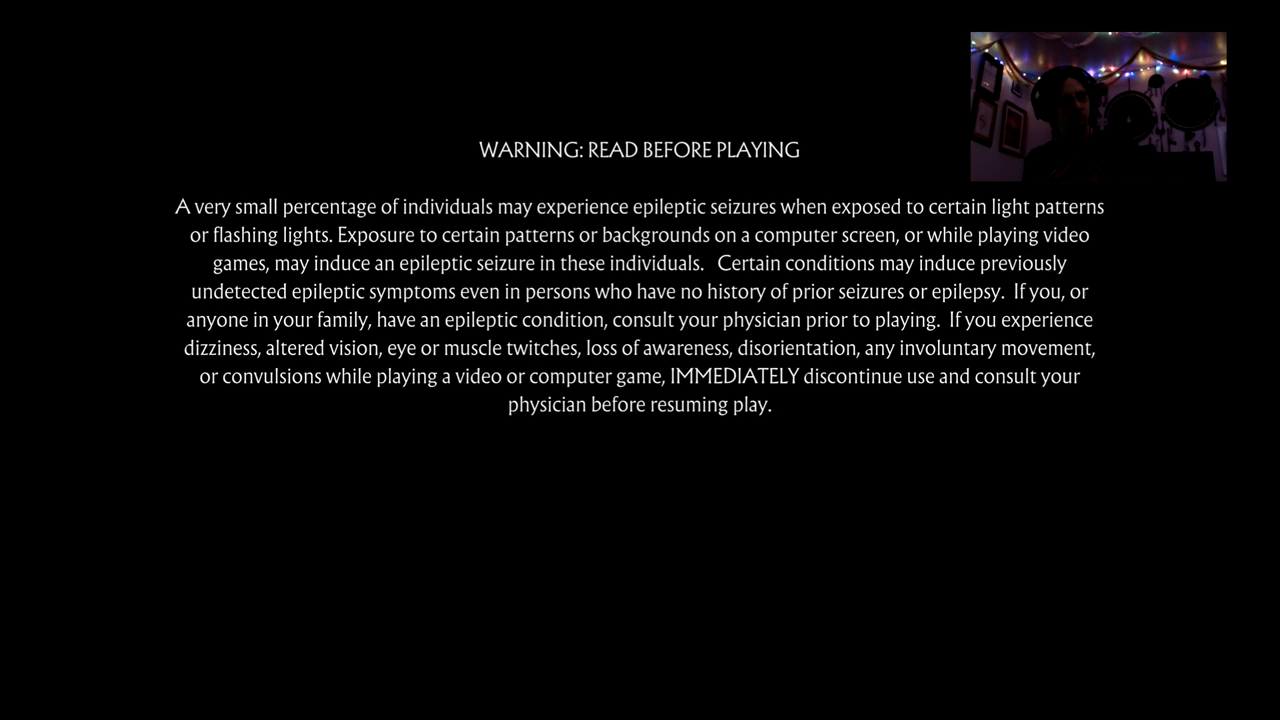 WARNING: READ BEFORE PLAYING
A very small percentage of individuals may experience epileptic seizures when exposed to certain light patterns
or flashing lights. Exposure to certain patterns or backgrounds on a computer screen, or while playing video
games, may induce an epileptic seizure in these individuals.   Certain conditions may induce previously
undetected epileptic symptoms even in persons who have no history of prior seizures or epilepsy.  If you, or
anyone in your family, have an epileptic condition, consult your physician prior to playing.  If you experience
dizziness, altered vision, eye or muscle twitches, loss of awareness, disorientation, any involuntary movement,
or convulsions while playing a video or computer game, IMMEDIATELY discontinue use and consult your
physician before resuming play.